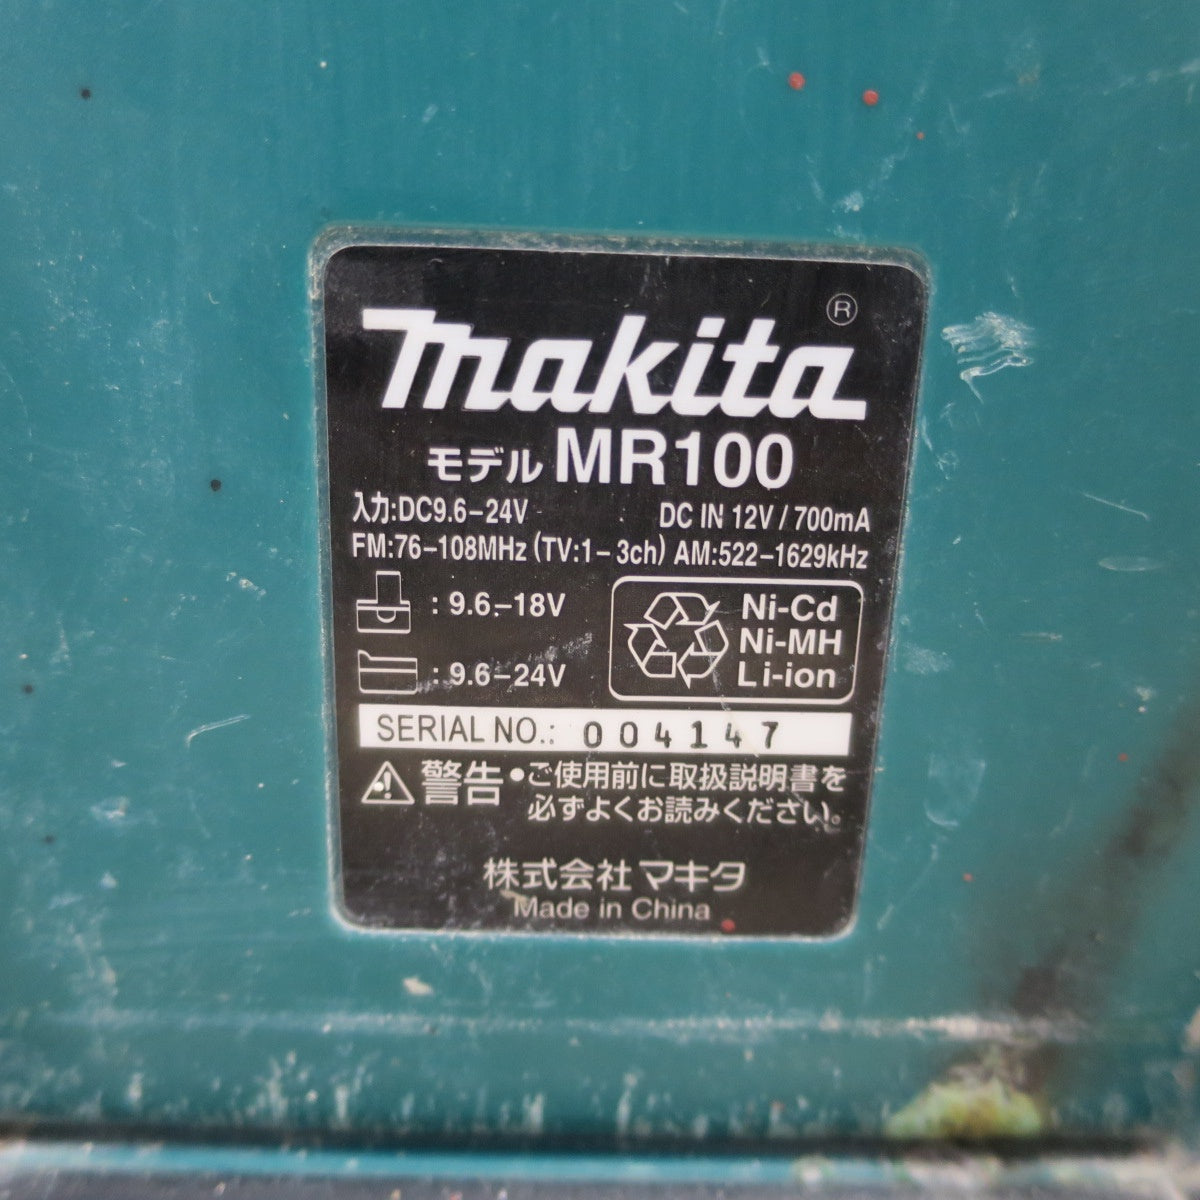 makita®
モデル MR100
入力:DC9.6-24V DC IN 12V / 700mA
FM:76-108MHz (TV:1-3ch) AM:522-1629kHz
: 9.6-18V
: 9.6-24V
Ni-Cd
Ni-MH
Li-ion
SERIAL NO.: 004147
警告 ●ご使用前に取扱説明書を
必ずよくお読みください。
株式会社 マキタ
Made in China